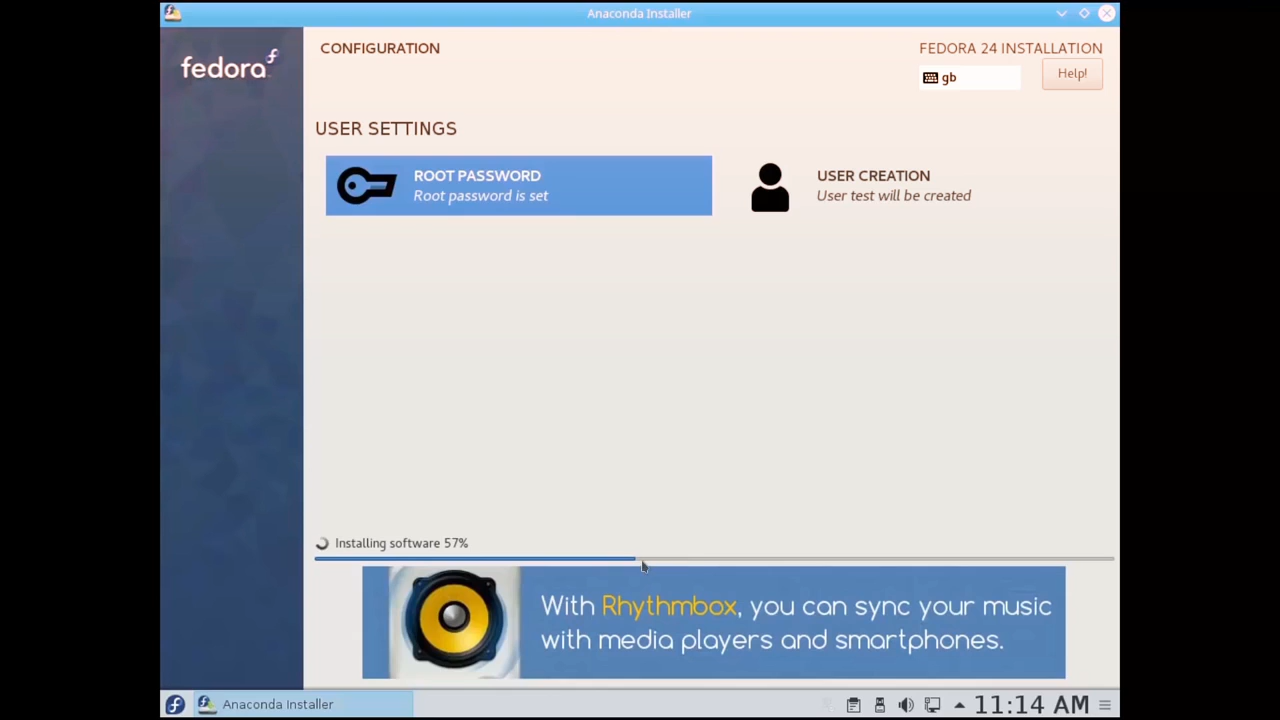 Anaconda Installer
fedora
CONFIGURATION
FEDORA 24 INSTALLATION
gb
Help!
USER SETTINGS
ROOT PASSWORD
Root password is set
USER CREATION
User test will be created
Installing software 57%
With Rhythmbox, you can sync your music
with media players and smartphones.
Anaconda Installer
11:14 AM